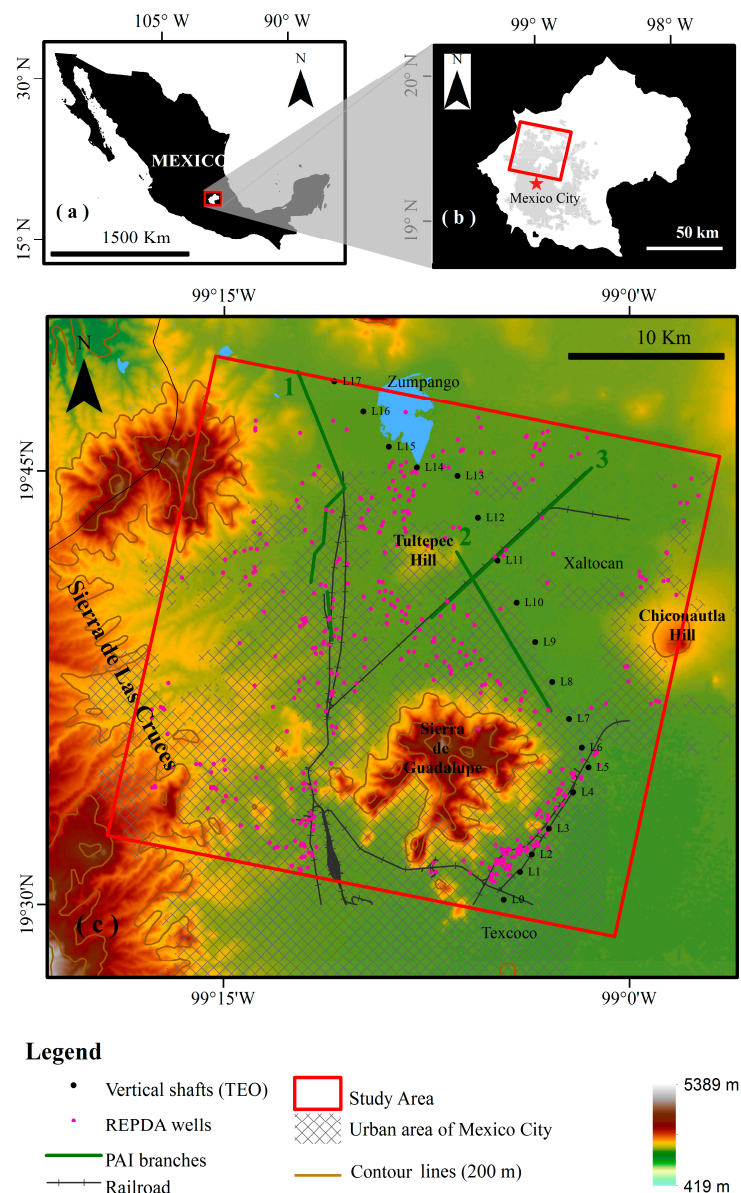 105° W
90° W
99° W
98° W
N
30° N
15° N
MEXICO
( a )
1500 Km
N
20° N
19° N
Mexico City
( b )
50 km
99°15'W
99°0'W
N
10 Km
1
L17
Zumpango
L16
L15
L14
L13
3
19°45'N
L12
Tultepec
Hill
2
L11
Xaltocan
L10
Chiconautla
Hill
L9
Sierra de Las Cruces
L8
L7
Sierra
de
Guadalupe
L6
L5
L4
L3
L2
L1
L0
19°30'N
( c )
Texcoco
99°15'W
99°0'W
Legend
Vertical shafts (TEO)
REPDA wells
PAI branches
Railroad
Study Area
Urban area of Mexico City
Contour lines (200 m)
5389 m
419 m